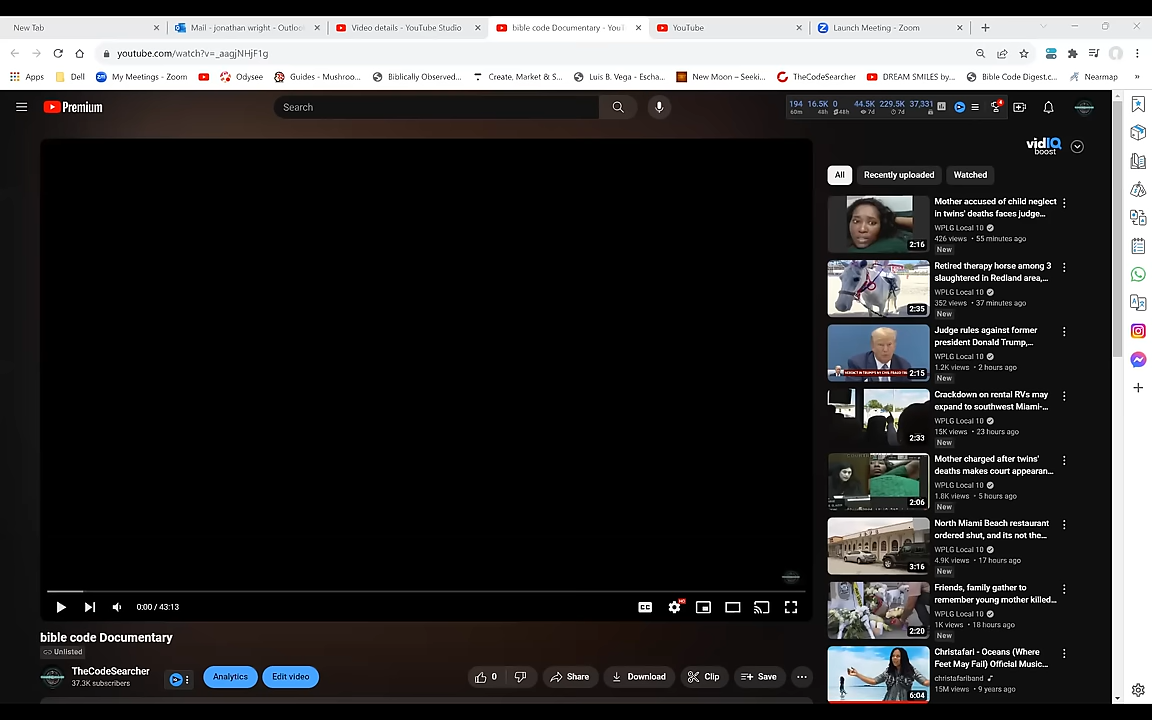 New Tab
Mail - jonathan wright - Outloo
Video details - YouTube Studio
bible code Documentary - You
YouTube
Launch Meeting - Zoom
youtube.com/watch?v=_aagjNHjF1g
Apps
Dell
My Meetings - Zoom
Odysee
Guides - Mushroo...
Biblically Observed...
Create, Market & S...
Luis B. Vega - Escha...
New Moon – Seeki...
TheCodeSearcher
DREAM SMILES by...
Bible Code Digest.c...
Nearmap
Premium
Search
194 16.5K 0 44.5K 229.5K 37,331
60m 48h 48h 7d 7d
vidIQ
boost
All
Recently uploaded
Watched
Mother accused of child neglect
in twins' deaths faces judge...
WPLG Local 10
426 views • 55 minutes ago
New
2:16
Retired therapy horse among 3
slaughtered in Redland area,...
WPLG Local 10
352 views • 37 minutes ago
New
2:35
Judge rules against former
president Donald Trump,...
WPLG Local 10
1.2K views • 2 hours ago
New
2:15
Crackdown on rental RVs may
expand to southwest Miami-...
WPLG Local 10
15K views • 23 hours ago
New
2:33
Mother charged after twins'
deaths makes court appearan...
WPLG Local 10
1.8K views • 5 hours ago
New
2:06
North Miami Beach restaurant
ordered shut, and its not the...
WPLG Local 10
4.9K views • 17 hours ago
New
3:16
Friends, family gather to
remember young mother killed...
WPLG Local 10
1K views • 18 hours ago
New
2:20
Christafari - Oceans (Where
Feet May Fail) Official Music...
christafariband
15M views • 9 years ago
6:04
0:00 / 43:13
CC
HD
bible code Documentary
Unlisted
TheCodeSearcher
37.3K subscribers
Analytics
Edit video
0
Share
Download
Clip
Save